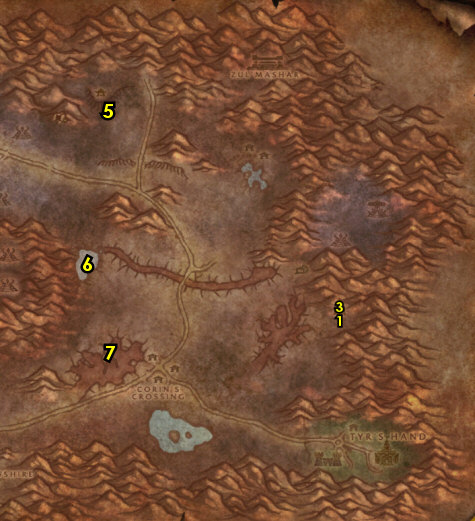 ZUL'MASHAR
5
6
3
1
7
CORIN'S
CROSSING
TYR'S HAND
SHIRE